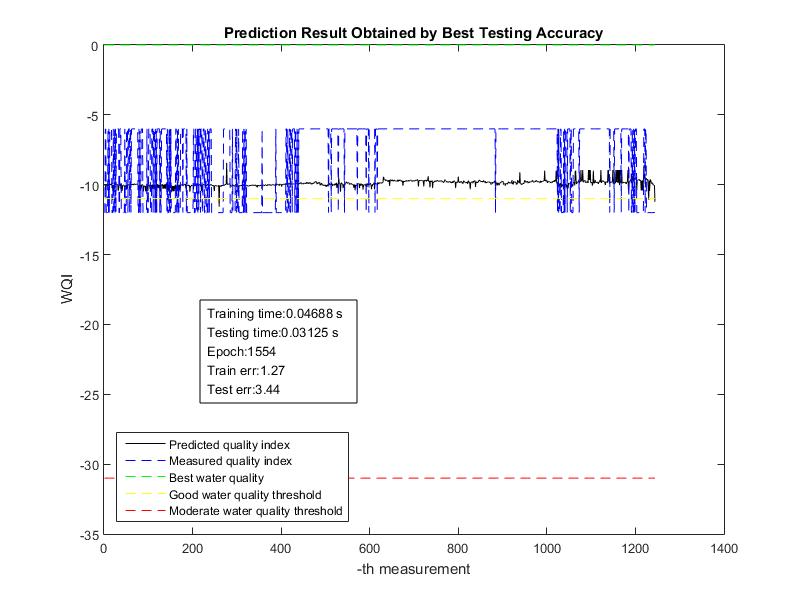 Prediction Result Obtained by Best Testing Accuracy
0
-5
-10
-15
-20
-25
-30
-35
WQI
Training time:0.04688 s
Testing time:0.03125 s
Epoch:1554
Train err:1.27
Test err:3.44
Predicted quality index
Measured quality index
Best water quality
Good water quality threshold
Moderate water quality threshold
0 200 400 600 800 1000 1200 1400
-th measurement